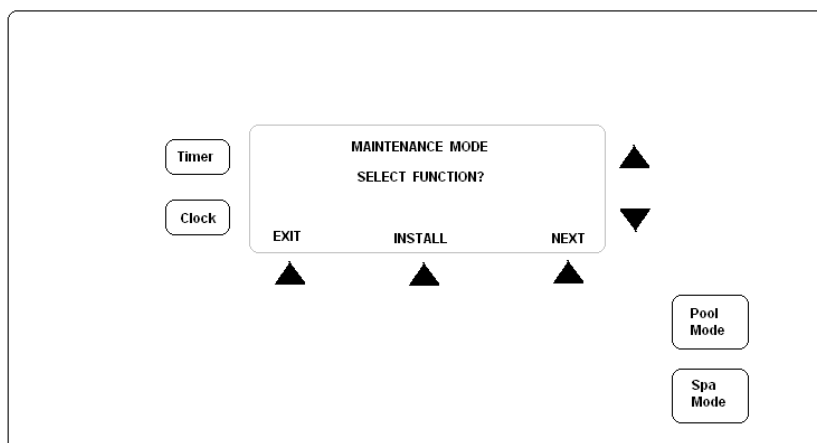 Timer
MAINTENANCE MODE
SELECT FUNCTION?
Clock
EXIT INSTALL NEXT
Pool
Mode
Spa
Mode